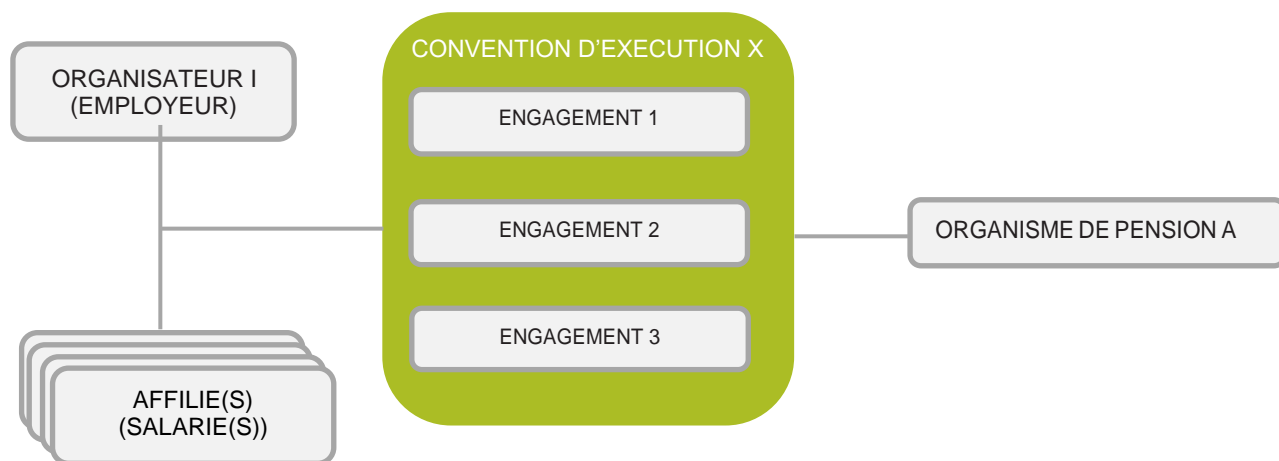 ORGANISATEUR I
(EMPLOYEUR)
CONVENTION D'EXECUTION X
ENGAGEMENT 1
ENGAGEMENT 2
ENGAGEMENT 3
ORGANISME DE PENSION A
AFFILIE(S)
(SALARIE(S))